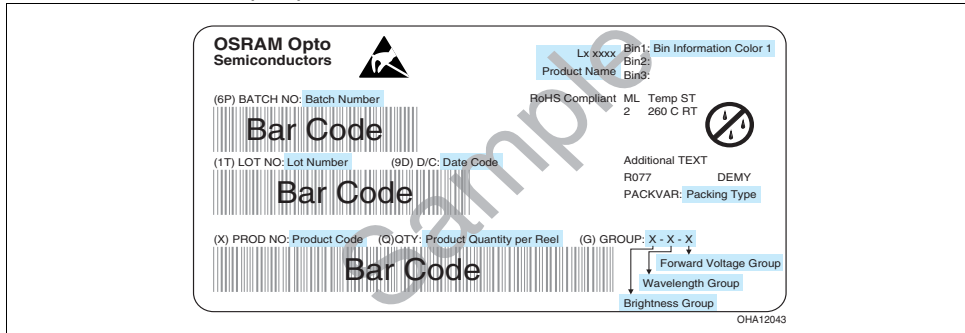 OSRAM Opto
Semiconductors
Lx xxxx
Product Name
Bin1: Bin Information Color 1
Bin2:
Bin3:
(6P) BATCH NO: Batch Number
Bar Code
RoHS Compliant
ML Temp ST
2 260 C RT
(1T) LOT NO: Lot Number (9D) D/C: Date Code
Bar Code
Additional TEXT
R077 DEMY
PACKVAR: Packing Type
(X) PROD NO: Product Code (Q)QTY: Product Quantity per Reel (G) GROUP: X - X - X
Bar Code
Forward Voltage Group
Wavelength Group
Brightness Group
Sample
OHA12043